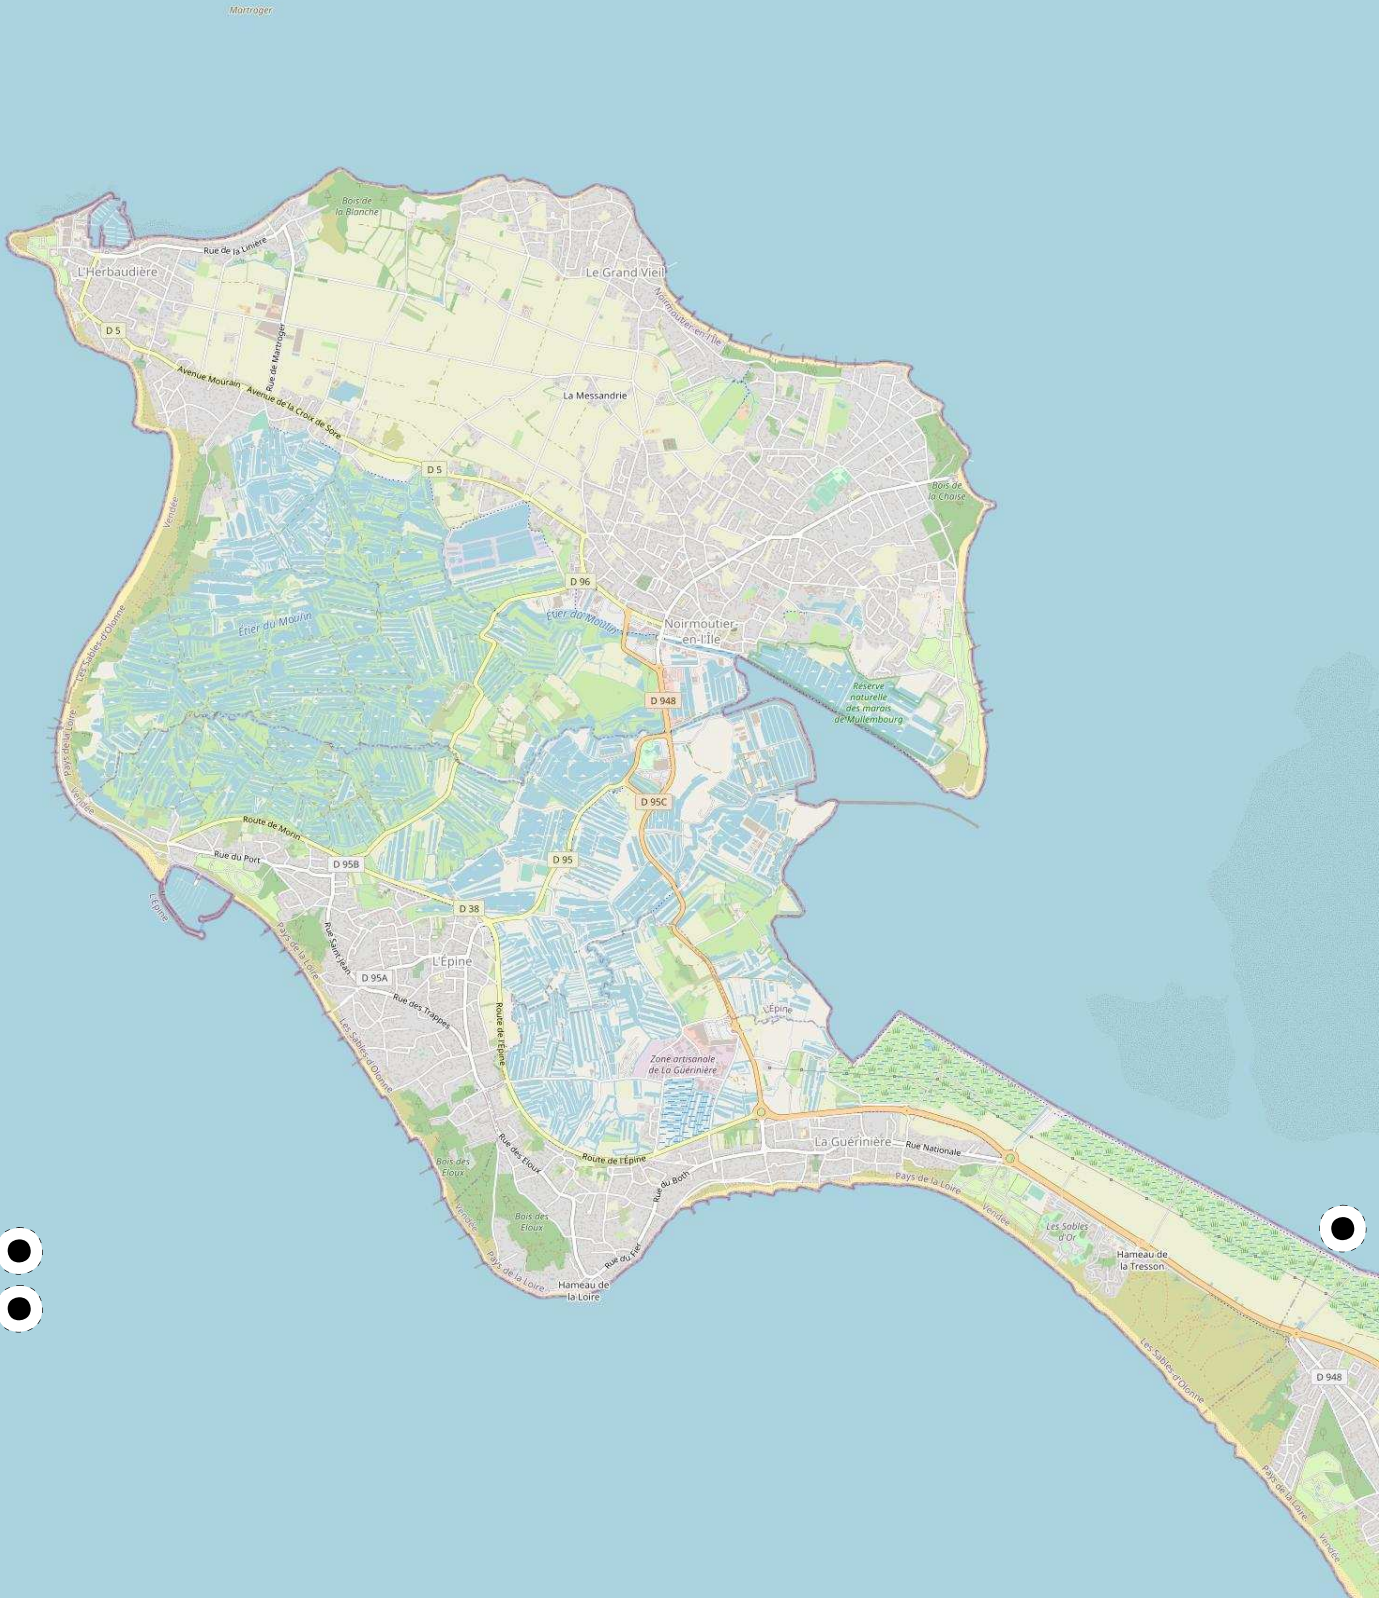 Martroger
Bois de
la Blanche
Rue de la Linière
L'Herbaudière
Le Grand Vieil
Noirmoutier-en-l'Île
D 5
Rue de Martroger
Avenue Mourain
Avenue de la Croix de Sore
La Messandrie
D 5
Bois de
la Chaise
Vendée
D 96
Étier du Moulin
Étier du Moulin
Noirmoutier-
en-l'Île
Les Sables-d'Olonne
Réserve
naturelle
des marais
de Müllembourg
D 948
Pays de la Loire
Vendée
D 95C
Route de Morin
Rue du Port
D 95B
D 95
L'Épine
D 38
Rue Saint-Jean
Pays de la Loire
L'Épine
D 95A
Rue des Trappes
L'Épine
Route de l'Épine
Les Sables-d'Olonne
Zone artisanale
de La Guérinière
La Guérinière
Rue Nationale
Rue des Éloux
Route de l'Épine
Bois des
Éloux
Rue du Both
Pays de la Loire
Vendée
Vendée
Bois des
Éloux
Les Sables
d'Or
Rue du Fier
Hameau de
la Tresson
Pays de la Loire
Hameau de
la Loire
Les Sables-d'Olonne
D 948
Pays de la Loire
Vendée